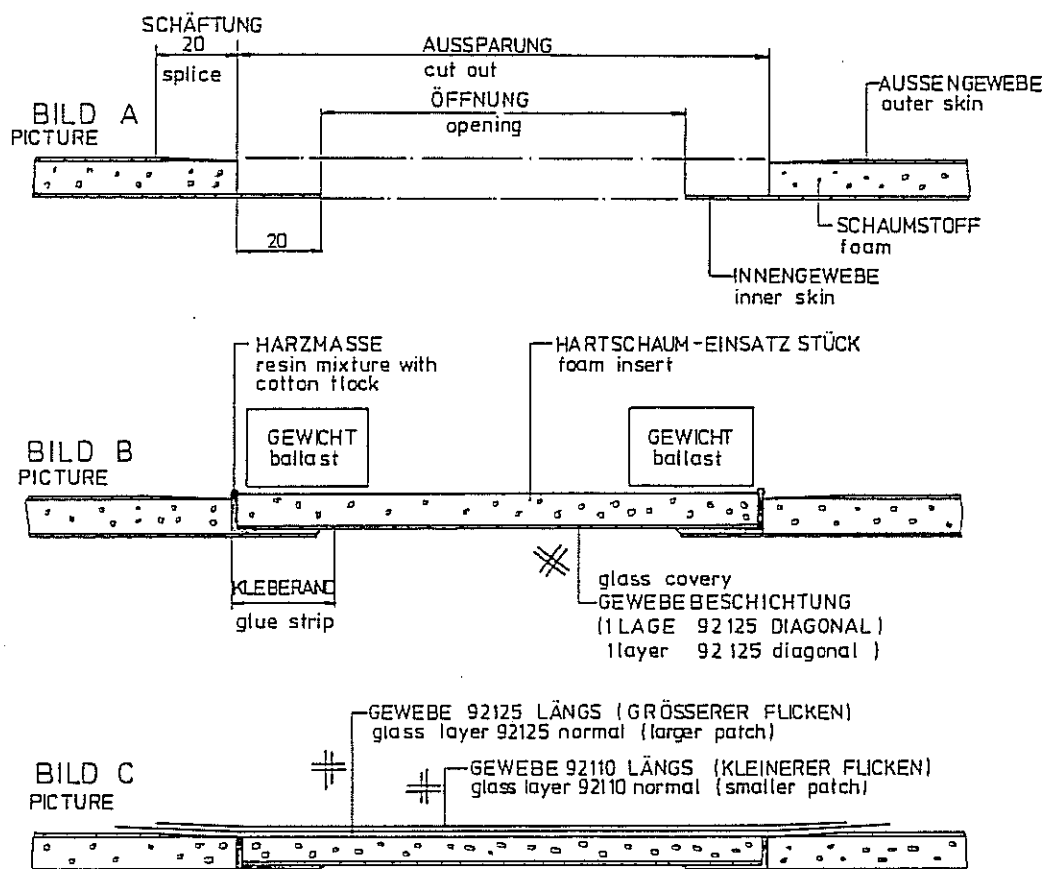 SCHÄFTUNG
20
splice
AUSSPARUNG
cut out
ÖFFNUNG
opening
AUSSENGEWEBE
outer skin
BILD A
PICTURE
20
SCHAUMSTOFF
foam
INNENGEWEBE
inner skin
HARZMASSE
resin mixture with
cotton flock
HARTSCHAUM-EINSATZ STÜCK
foam insert
GEWICHT
ballast
GEWICHT
ballast
BILD B
PICTURE
KLEBERAND
glue strip
glass covery
GEWEBEBESCHICHTUNG
(1 LAGE 92125 DIAGONAL)
1 layer 92125 diagonal )
GEWEBE 92125 LÄNGS (GRÖSSERER FLICKEN)
glass layer 92125 normal (larger patch)
GEWEBE 92110 LÄNGS (KLEINERER FLICKEN)
glass layer 92110 normal (smaller patch)
BILD C
PICTURE